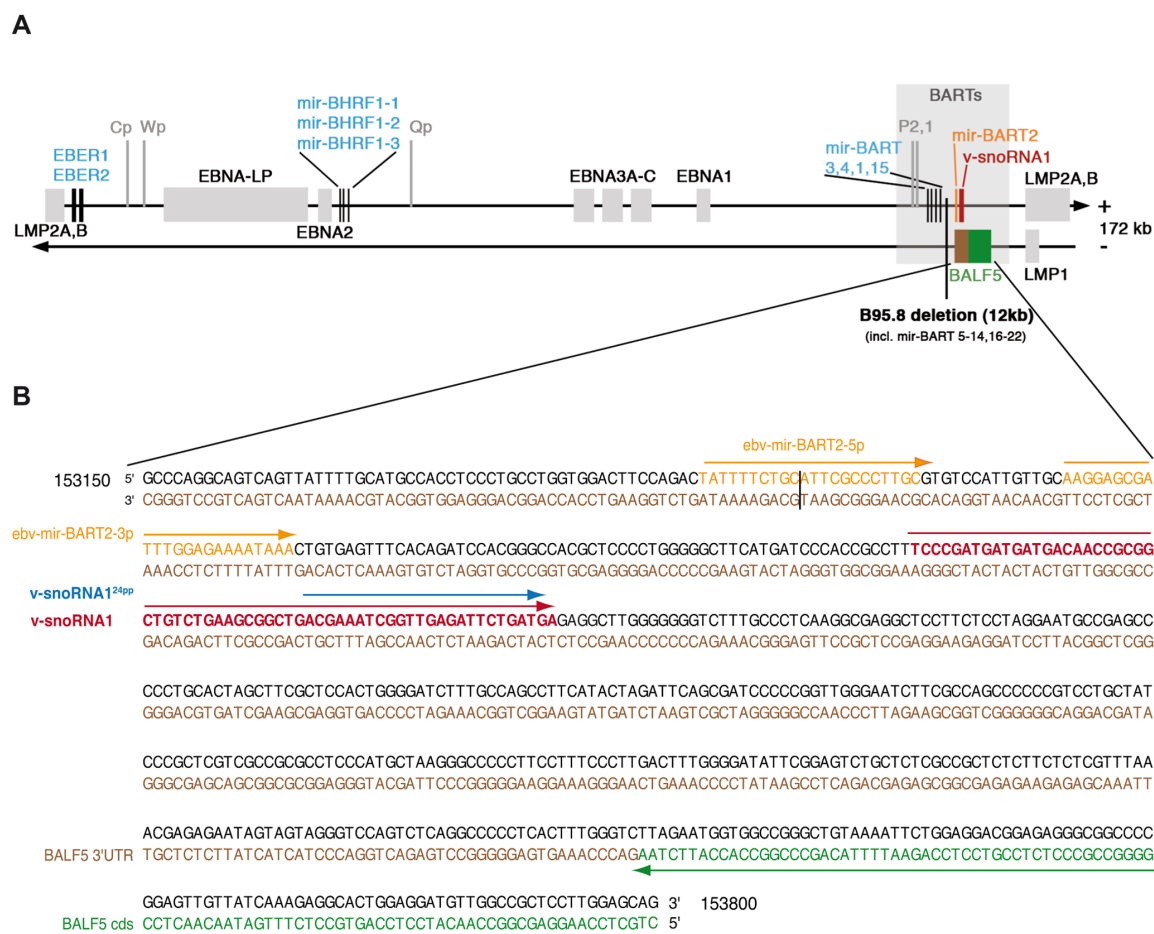 A
BARTs
mir-BHRF1-1
mir-BHRF1-2
mir-BHRF1-3
Cp Wp
Qp
P2,1
mir-BART2
EBER1
EBER2
mir-BART
3,4,1,15
v-snoRNA1
EBNA-LP
EBNA3A-C
EBNA1
LMP2A,B
+
172 kb
LMP2A,B
EBNA2
-
BALF5
LMP1
B95.8 deletion (12kb)
(incl. mir-BART 5-14,16-22)
B
ebv-mir-BART2-5p
153150 5' GCCCAGGCAGTCAGTTATTTTGCATGCCACCTCCCTGCCTGGTGGACTTCCAGACTATTTTCTGCATTCGCCCTTGCGTGTCCATTGTTGCAAGGAGCGA
3' CGGGTCCGTCAGTCAATAAAACGTACGGTGGAGGGACGGACCACCTGAAGGTCTGATAAAAGACGTAAGCGGGAACGCACAGGTAACAACGTTCCTCGCT
ebv-mir-BART2-3p
TTTGGAGAAAATAAACTGTGAGTTTCACAGATCCACGGGCCACGCTCCCCTGGGGGCTTCATGATCCCACCGCCTTTCCCGATGATGATGACAACCGCGG
AAACCTCTTTTATTTGACACTCAAAGTGTCTAGGTGCCCGGTGCGAGGGGACCCCCGAAGTACTAGGGTGGCGGAAAGGGCTACTACTACTGTTGGCGCC
v-snoRNA1²⁴ᵖᵖ
v-snoRNA1 CTGTCTGAAGCGGCTGACGAAATCGGTTGAGATTCTGATGAGAGGCTTGGGGGGGTCTTTGCCCTCAAGGCGAGGCTCCTTCTCCTAGGAATGCCGAGCC
GACAGACTTCGCCGACTGCTTTAGCCAACTCTAAGACTACTCTCCGAACCCCCCCAGAAACGGGAGTTCCGCTCCGAGGAAGAGGATCCTTACGGCTCGG
CCCTGCACTAGCTTCGCTCCACTGGGGATCTTTGCCAGCCTTCATACTAGATTCAGCGATCCCCCGGTTGGGAATCTTCGCCAGCCCCCCGTCCTGCTAT
GGGACGTGATCGAAGCGAGGTGACCCCTAGAAACGGTCGGAAGTATGATCTAAGTCGCTAGGGGGCCAACCCTTAGAAGCGGTCGGGGGGCAGGACGATA
CCCGCTCGTCGCCGCGCCTCCCATGCTAAGGGCCCCCTTCCTTTCCCTTGACTTTGGGGATATTCGGAGTCTGCTCTCGCCGCTCTCTTCTCTCGTTTAA
GGGCGAGCAGCGGCGCGGAGGGTACGATTCCCGGGGGAAGGAAAGGGAACTGAAACCCCTATAAGCCTCAGACGAGAGCGGCGAGAGAAGAGAGCAAATT
ACGAGAGAATAGTAGTAGGGTCCAGTCTCAGGCCCCCTCACTTTGGGTCTTAGAATGGTGGCCGGGCTGTAAAATTCTGGAGGACGGAGAGGGCGGCCCC
BALF5 3'UTR TGCTCTCTTATCATCATCCCAGGTCAGAGTCCGGGGGAGTGAAACCCAGAATCTTACCACCGGCCCGACATTTTAAGACCTCCTGCCTCTCCCGCCGGGG
GGAGTTGTTATCAAAGAGGCACTGGAGGATGTTGGCCGCTCCTTGGAGCAG 3' 153800
BALF5 cds CCTCAACAATAGTTTCTCCGTGACCTCCTACAACCGGCGAGGAACCTCGTC 5'